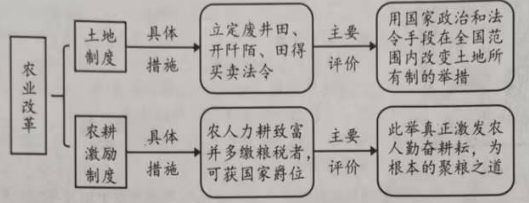 农业改革
土地
制度
具体
措施
立定废井田、
开阡陌、田得
买卖法令
主要
评价
用国家政治和法
令手段在全国范
围内改变土地所
有制的举措
农耕
激励
制度
具体
措施
农人力耕致富
并多缴粮税者,
可获国家爵位
主要
评价
此举真正激发农
人勤奋耕耘，为
根本的聚粮之道